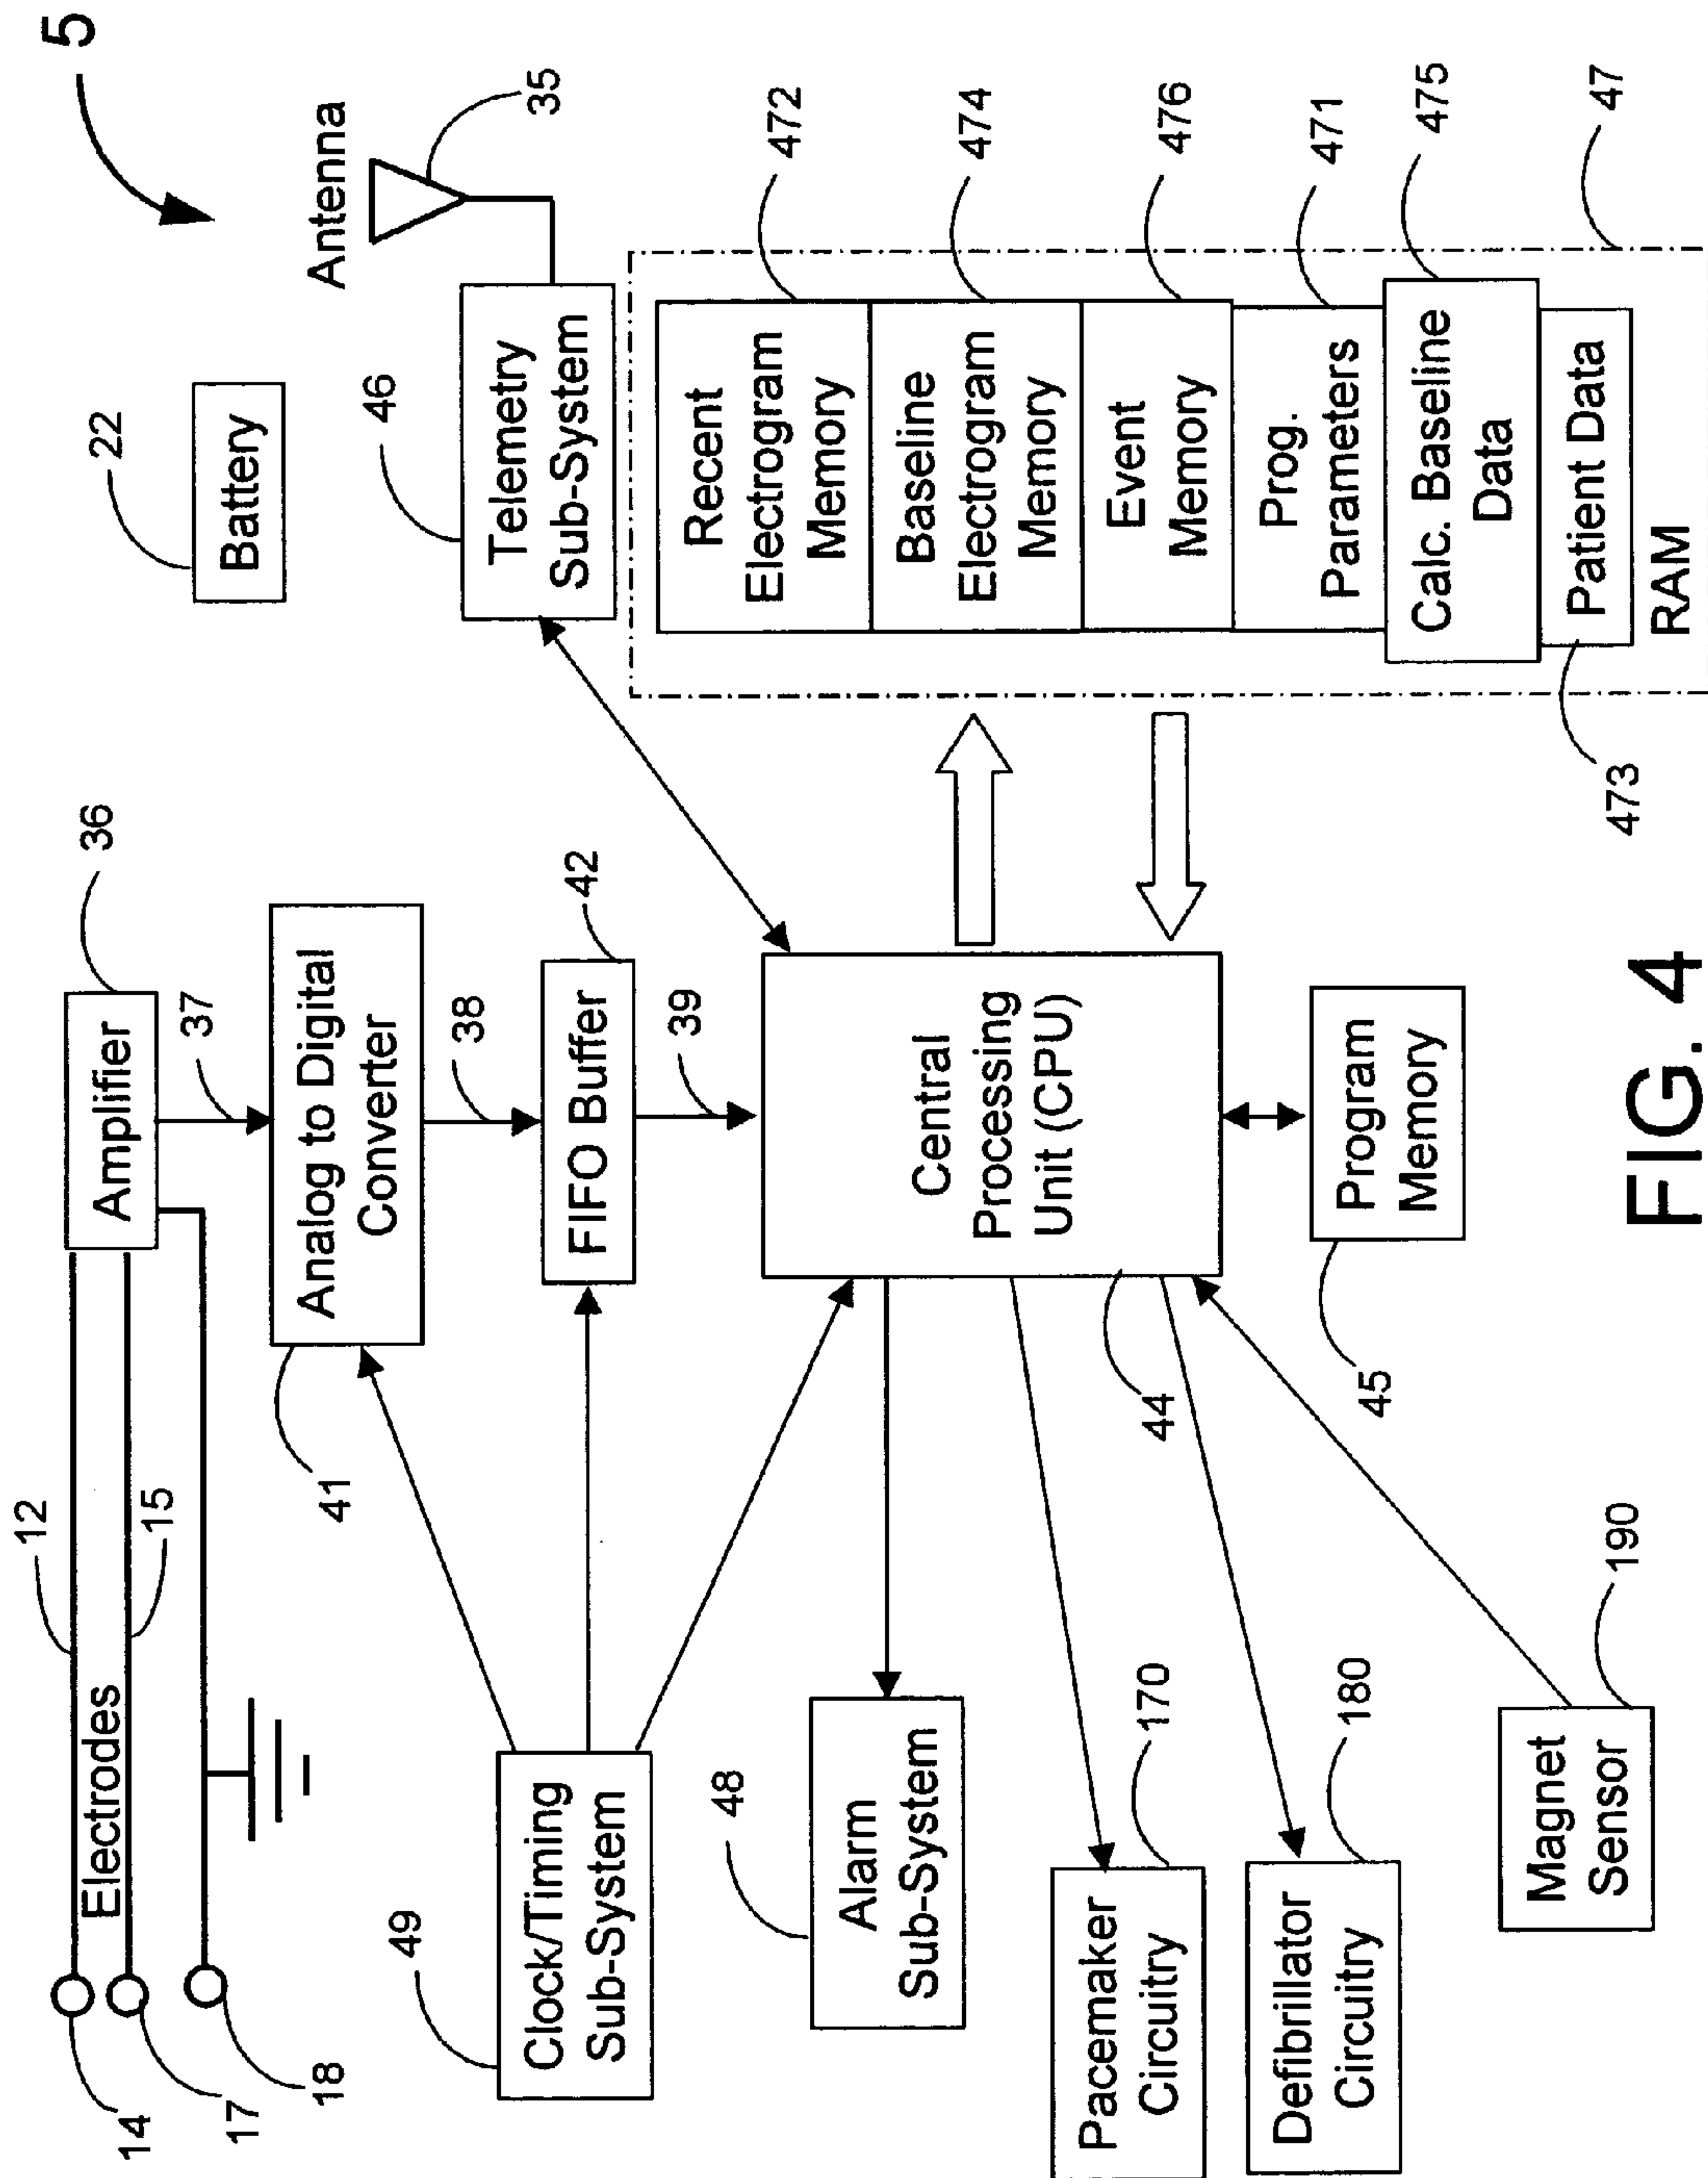 5
14
17
18
Electrodes
12
15
Amplifier
36
37
41
Analog to Digital
Converter
38
FIFO Buffer
42
39
49
Clock/Timing
Sub-System
48
Alarm
Sub-System
Pacemaker
Circuitry
170
Defibrillator
Circuitry
180
Magnet
Sensor
190
Central
Processing
Unit (CPU)
44
Program
Memory
45
22
Battery
Antenna
35
46
Telemetry
Sub-System
Recent
Electrogram
Memory
472
Baseline
Electrogram
Memory
474
Event
Memory
476
Prog.
Parameters
471
Calc. Baseline
Data
475
Patient Data
473
RAM
47
FIG. 4